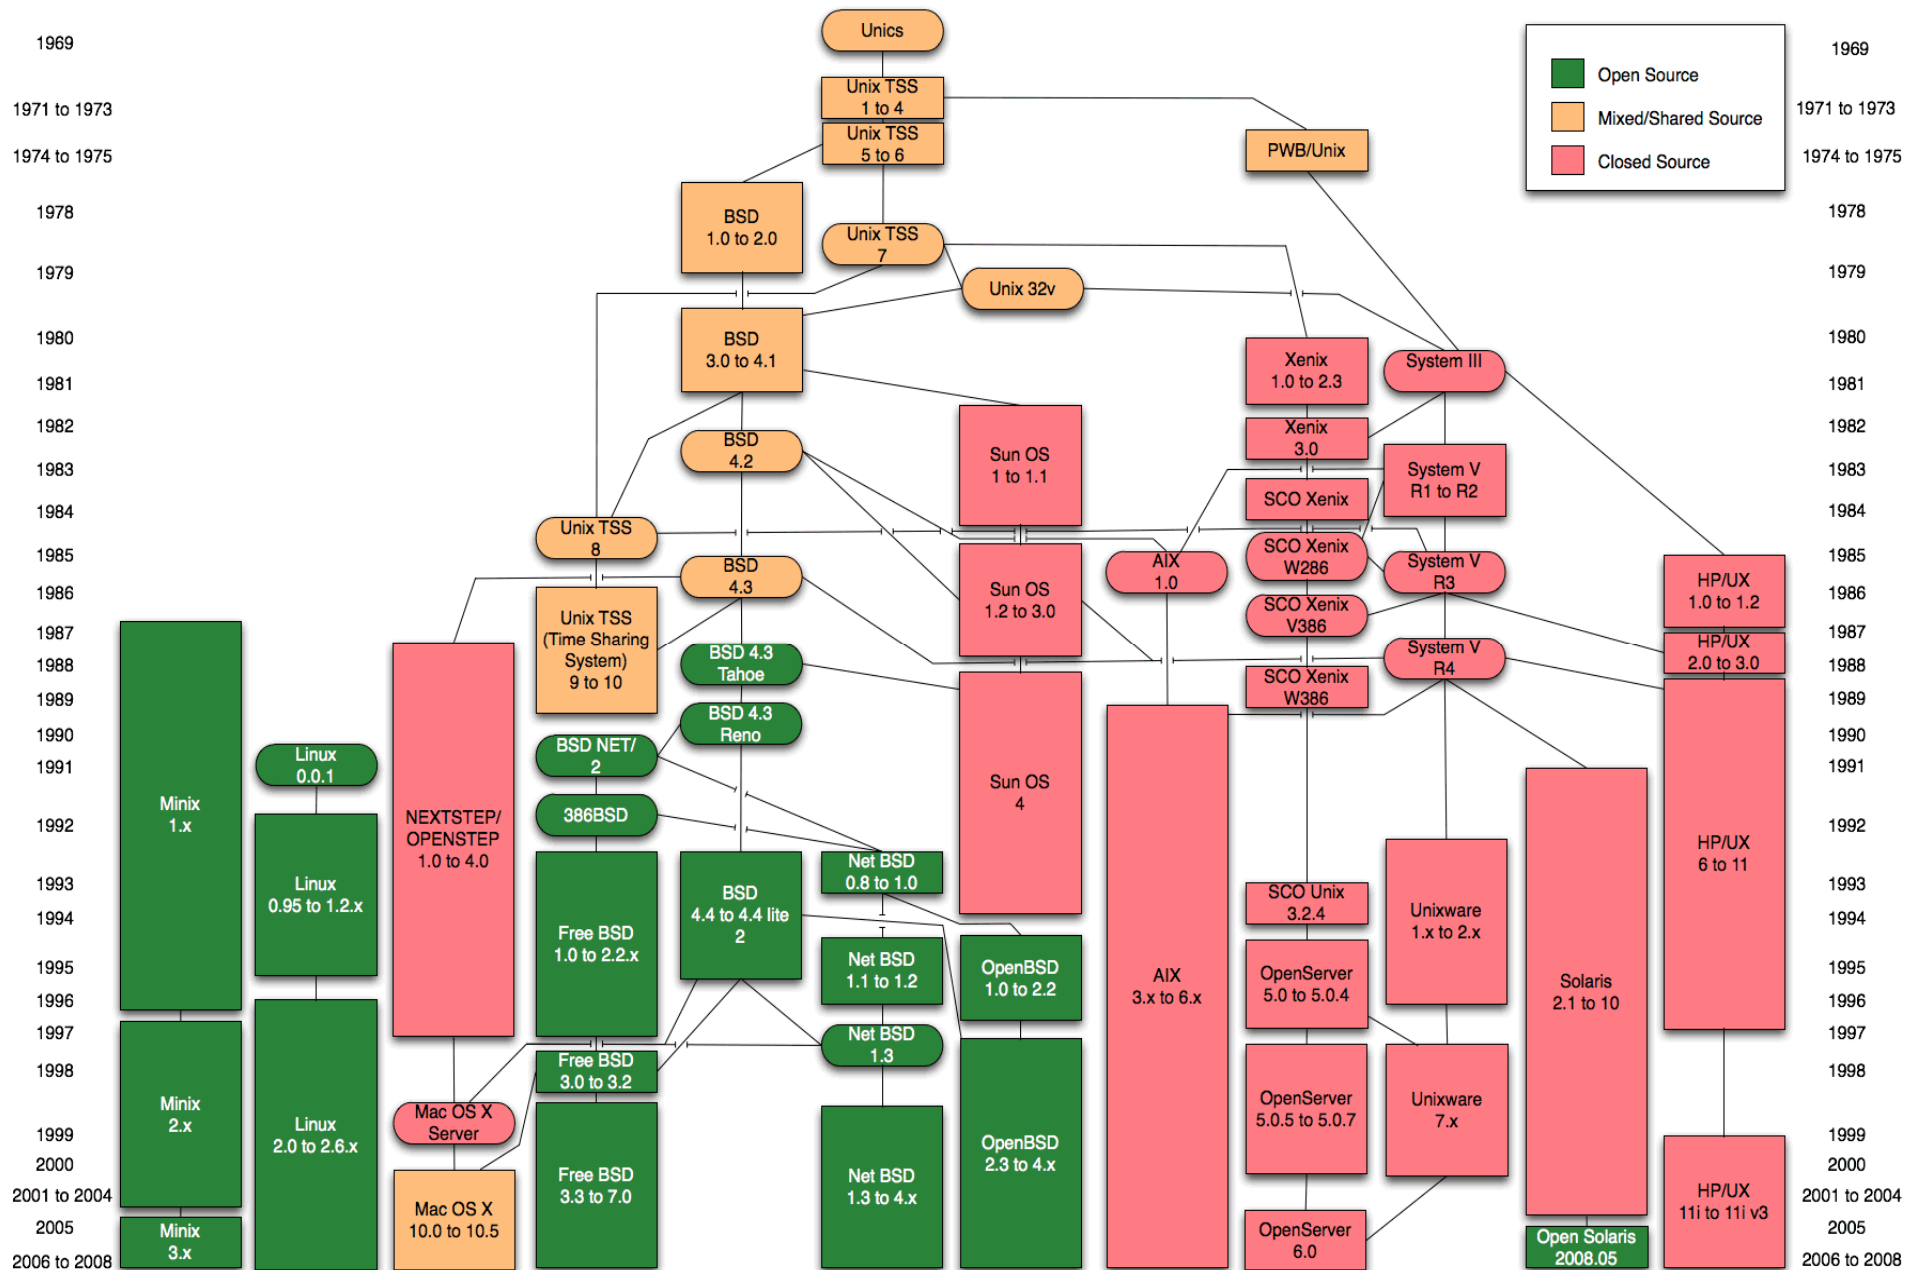 Unics
1969
1969
Open Source
Mixed/Shared Source
Closed Source
Unix TSS
1 to 4
1971 to 1973
1971 to 1973
Unix TSS
5 to 6
PWB/Unix
1974 to 1975
1974 to 1975
BSD
1.0 to 2.0
1978
1978
Unix TSS
7
1979
1979
Unix 32v
BSD
3.0 to 4.1
1980
1980
Xenix
1.0 to 2.3
System III
1981
1981
1982
1982
BSD
4.2
Xenix
3.0
Sun OS
1 to 1.1
System V
R1 to R2
1983
1983
SCO Xenix
1984
1984
Unix TSS
8
SCO Xenix
W286
1985
1985
BSD
4.3
AIX
1.0
System V
R3
HP/UX
1.0 to 1.2
1986
1986
Sun OS
1.2 to 3.0
SCO Xenix
V386
Unix TSS
(Time Sharing
System)
9 to 10
1987
1987
HP/UX
2.0 to 3.0
BSD 4.3
Tahoe
System V
R4
1988
1988
SCO Xenix
W386
1989
1989
BSD 4.3
Reno
1990
1990
BSD NET/
2
Linux
0.0.1
1991
1991
Minix
1.x
386BSD
Sun OS
4
NEXTSTEP/
OPENSTEP
1.0 to 4.0
1992
1992
HP/UX
6 to 11
Net BSD
0.8 to 1.0
1993
1993
Linux
0.95 to 1.2.x
BSD
4.4 to 4.4 lite
2
SCO Unix
3.2.4
1994
1994
Unixware
1.x to 2.x
Free BSD
1.0 to 2.2.x
Net BSD
1.1 to 1.2
OpenBSD
1.0 to 2.2
AIX
3.x to 6.x
OpenServer
5.0 to 5.0.4
Solaris
2.1 to 10
1995
1995
1996
1996
1997
1997
Net BSD
1.3
Free BSD
3.0 to 3.2
1998
1998
Minix
2.x
Mac OS X
Server
Linux
2.0 to 2.6.x
OpenServer
5.0.5 to 5.0.7
Unixware
7.x
1999
1999
OpenBSD
2.3 to 4.x
2000
2000
Free BSD
3.3 to 7.0
Net BSD
1.3 to 4.x
2001 to 2004
2001 to 2004
HP/UX
11i to 11i v3
Mac OS X
10.0 to 10.5
2005
2005
Minix
3.x
OpenServer
6.0
Open Solaris
2008.05
2006 to 2008
2006 to 2008